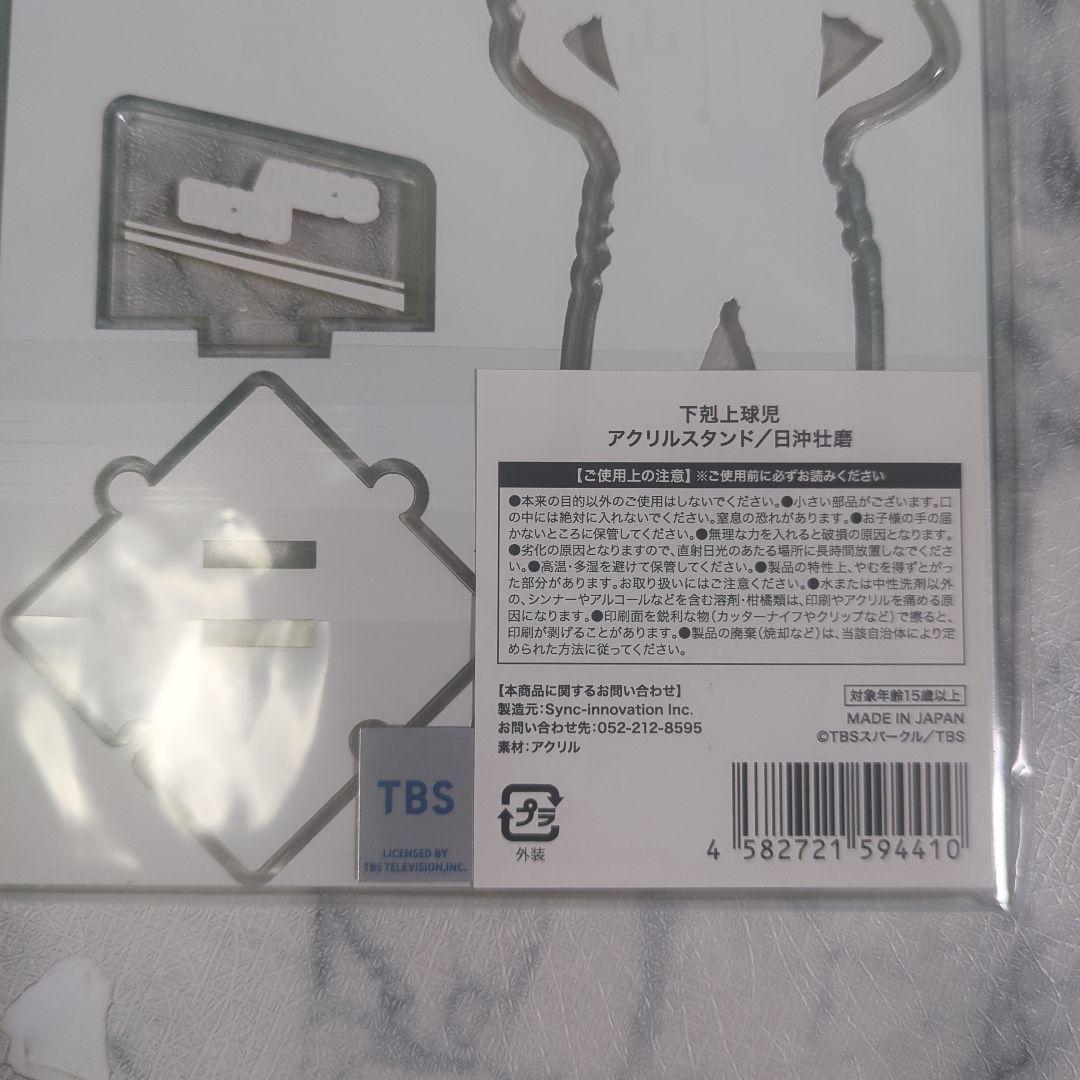 下剋上球児
アクリルスタンド／日沖壮磨
【ご使用上の注意】※ご使用前に必ずお読みください
●本来の目的以外のご使用はしないでください。●小さい部品がございます。口
の中には絶対に入れないでください。窒息の恐れがあります。●お子様の手の届
かないところに保管してください。●無理な力を入れると破損の原因となります。
●劣化の原因となりますので、直射日光のあたる場所に長時間放置しなでくださ
い。●高温・多湿を避けて保管してください。●製品の特性上、やむを得ずとがっ
た部分があります。お取り扱いにはご注意ください。●水または中性洗剤以外
の、シンナーやアルコールなどを含む溶剤・柑橘類は、印刷やアクリルを痛める原
因になります。●印刷面を鋭利な物（カッターナイフやクリップなど）で擦ると、
印刷が剥げることがあります。●製品の廃棄（焼却など）は、当該自治体により定
められた方法に従ってください。
【本商品に関するお問い合わせ】
製造元：Sync-innovation Inc.
お問い合わせ先：052-212-8595
素材：アクリル
対象年齢15歳以上
MADE IN JAPAN
©TBSスパークル／TBS
プラ
外装
4 582721 594410
TBS
LICENSED BY
TBS TELEVISION,INC.